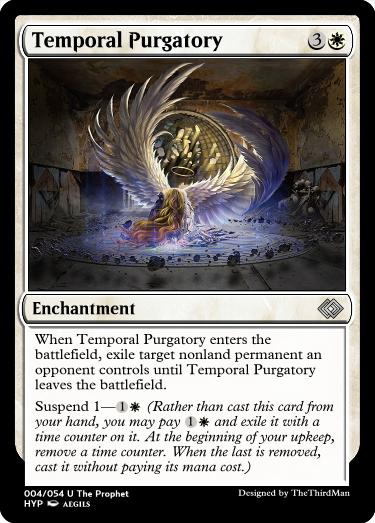 Temporal Purgatory 3
Enchantment
When Temporal Purgatory enters the
battlefield, exile target nonland permanent an
opponent controls until Temporal Purgatory
leaves the battlefield.
Suspend 1—1 (Rather than cast this card from
your hand, you may pay 1 and exile it with a
time counter on it. At the beginning of your upkeep,
remove a time counter. When the last is removed,
cast it without paying its mana cost.)
004/054 U The Prophet
Designed by TheThirdMan
HYP AEGILS